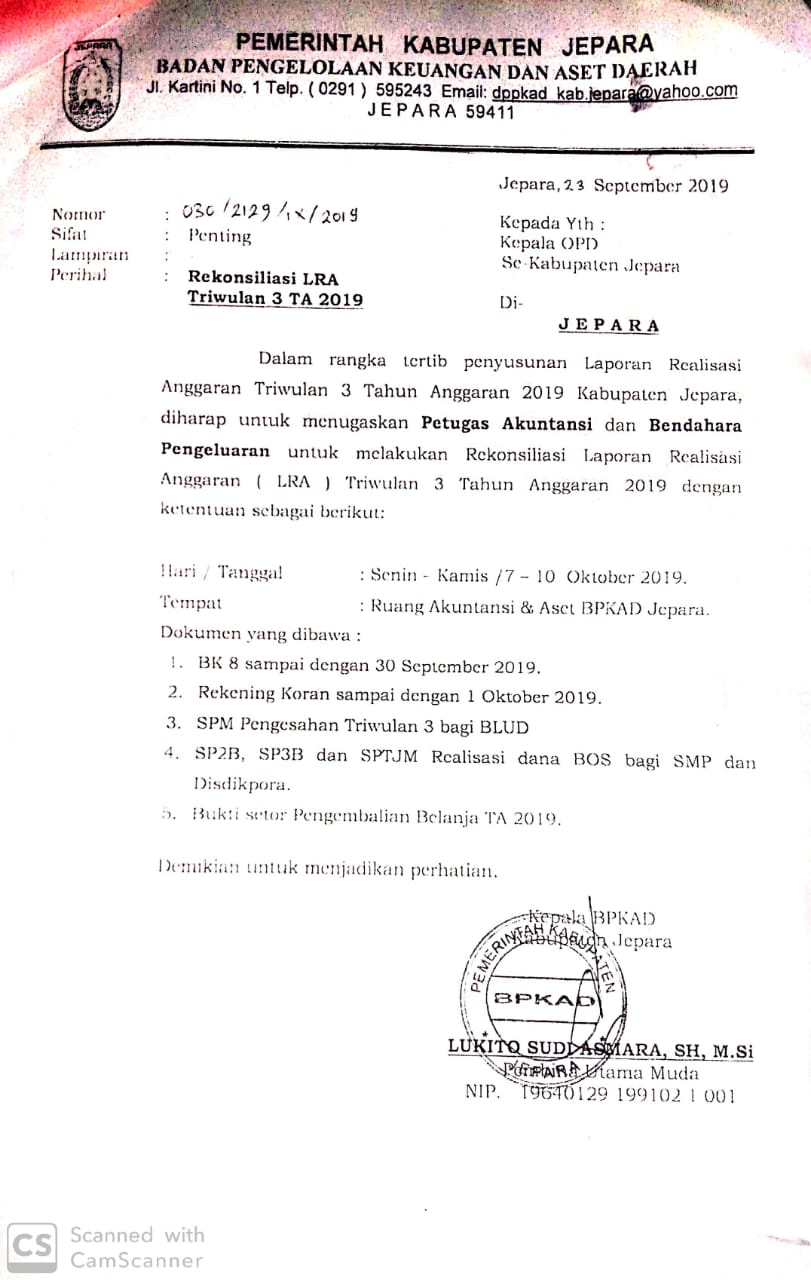 JEPARA
PEMERINTAH KABUPATEN JEPARA
BADAN PENGELOLAAN KEUANGAN DAN ASET DAERAH
Jl. Kartini No. 1 Telp. ( 0291 ) 595243 Email: dppkad_kab.jepara@yahoo.com
JEPARA 59411
Jepara, 23 September 2019
Nomor : 030 /2129 /IX / 2019
Sifat : Penting
Lampiran :
Perihal : Rekonsiliasi LRA
Triwulan 3 TA 2019
Kepada Yth :
Kepala OPD
Se-Kabupaten Jepara
Di-
JEPARA
Dalam rangka tertib penyusunan Laporan Realisasi
Anggaran Triwulan 3 Tahun Anggaran 2019 Kabupaten Jepara,
diharap untuk menugaskan Petugas Akuntansi dan Bendahara
Pengeluaran untuk melakukan Rekonsiliasi Laporan Realisasi
Anggaran ( LRA ) Triwulan 3 Tahun Anggaran 2019 dengan
ketentuan sebagai berikut:
Hari / Tanggal : Senin - Kamis /7 – 10 Oktober 2019.
Tempat : Ruang Akuntansi & Aset BPKAD Jepara.
Dokumen yang dibawa :
1. BK 8 sampai dengan 30 September 2019.
2. Rekening Koran sampai dengan 1 Oktober 2019.
3. SPM Pengesahan Triwulan 3 bagi BLUD
4. SP2B, SP3B dan SPTJM Realisasi dana BOS bagi SMP dan
Disdikpora.
5. Bukti setor Pengembalian Belanja TA 2019.
Demikian untuk menjadikan perhatian.
Kepala BPKAD
Kabupaten Jepara
PEMERINTAH KABUPATEN
BPKAD
JEPARA
LUKITO SUDI ASMARA, SH, M.Si
Pembina Utama Muda
NIP. 19640129 199102 1 001
CS Scanned with
CamScanner